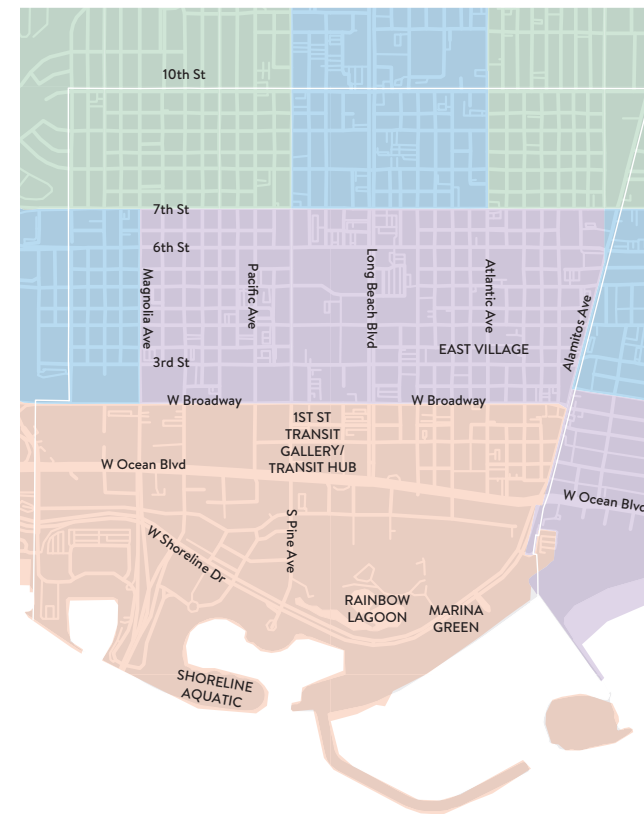 10th St
7th St
6th St
Magnolia Ave
Pacific Ave
Long Beach Blvd
Atlantic Ave
Alamitos Ave
EAST VILLAGE
3rd St
W Broadway
W Broadway
1ST ST
TRANSIT
GALLERY/
TRANSIT HUB
W Ocean Blvd
W Ocean Blvd
S Pine Ave
W Shoreline Dr
RAINBOW
LAGOON
MARINA
GREEN
SHORELINE
AQUATIC